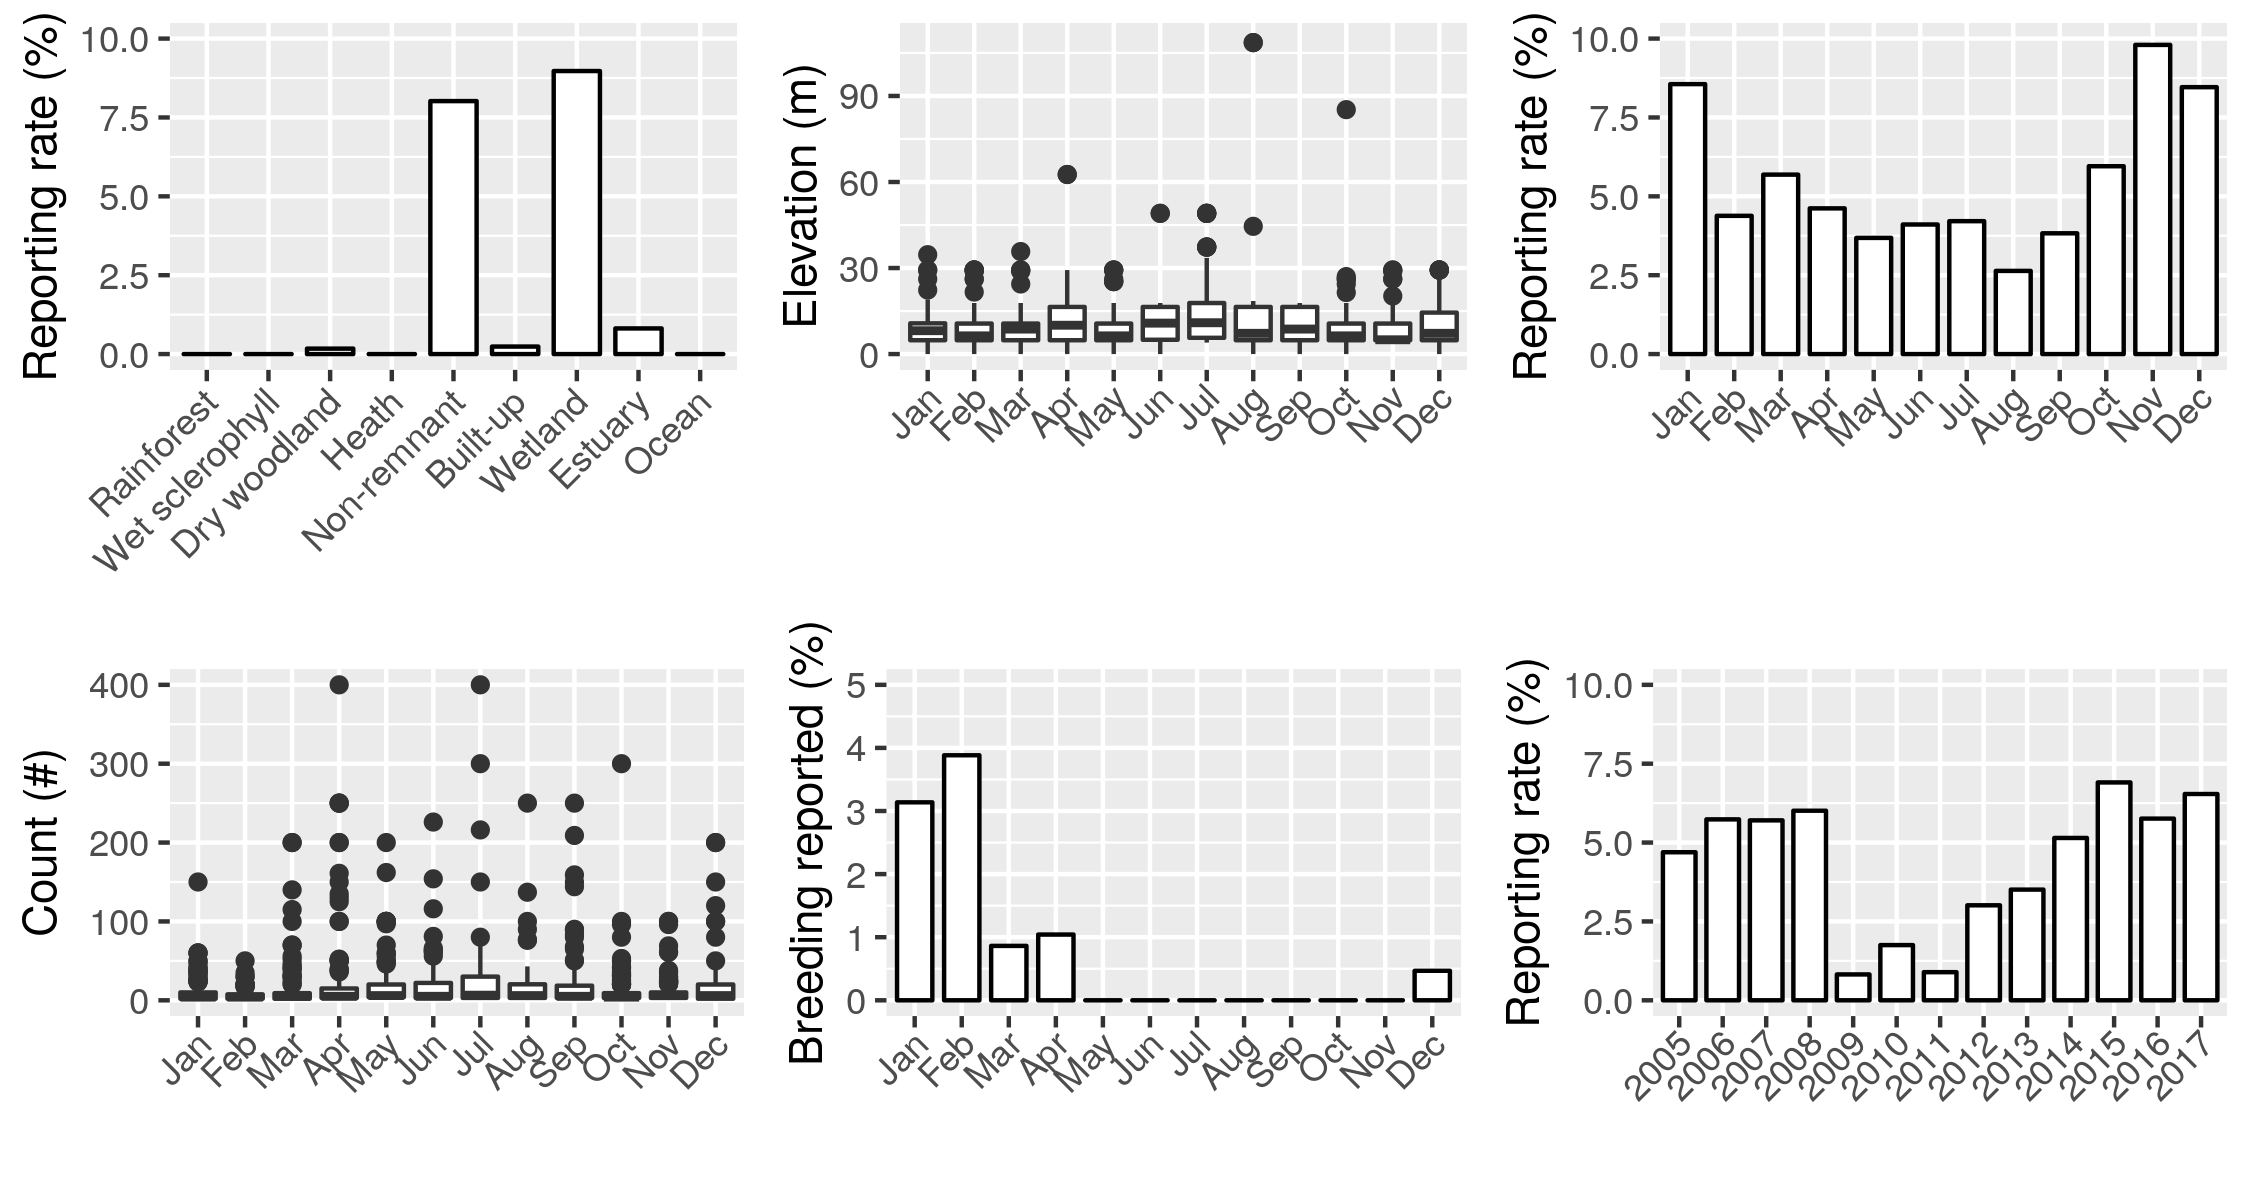 Reporting rate (%)
10.0
7.5
5.0
2.5
0.0
Rainforest
Wet sclerophyll
Dry woodland
Heath
Non-remnant
Built-up
Wetland
Estuary
Ocean
Elevation (m)
90
60
30
0
Jan
Feb
Mar
Apr
May
Jun
Jul
Aug
Sep
Oct
Nov
Dec
Reporting rate (%)
10.0
7.5
5.0
2.5
0.0
Jan
Feb
Mar
Apr
May
Jun
Jul
Aug
Sep
Oct
Nov
Dec
Count (#)
400
300
200
100
0
Jan
Feb
Mar
Apr
May
Jun
Jul
Aug
Sep
Oct
Nov
Dec
Breeding reported (%)
5
4
3
2
1
0
Jan
Feb
Mar
Apr
May
Jun
Jul
Aug
Sep
Oct
Nov
Dec
Reporting rate (%)
10.0
7.5
5.0
2.5
0.0
2005
2006
2007
2008
2009
2010
2011
2012
2013
2014
2015
2016
2017